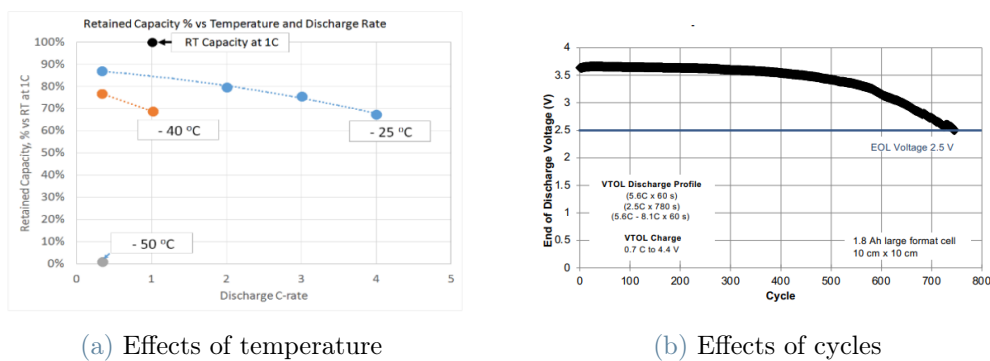 Retained Capacity % vs Temperature and Discharge Rate
Retained Capacity, % vs RT at 1C
100%
90%
80%
70%
60%
50%
40%
30%
20%
10%
0%
RT Capacity at 1C
- 40 ºC
- 25 ºC
- 50 ºC
0 1 2 3 4 5
Discharge C-rate
(a) Effects of temperature
-
End of Discharge Voltage (V)
4
3.5
3
2.5
2
1.5
1
0.5
0
EOL Voltage 2.5 V
VTOL Discharge Profile
(5.6C x 60 s)
(2.5C x 780 s)
(5.6C - 8.1C x 60 s)
VTOL Charge
0.7 C to 4.4 V
1.8 Ah large format cell
10 cm x 10 cm
0 100 200 300 400 500 600 700 800
Cycle
(b) Effects of cycles